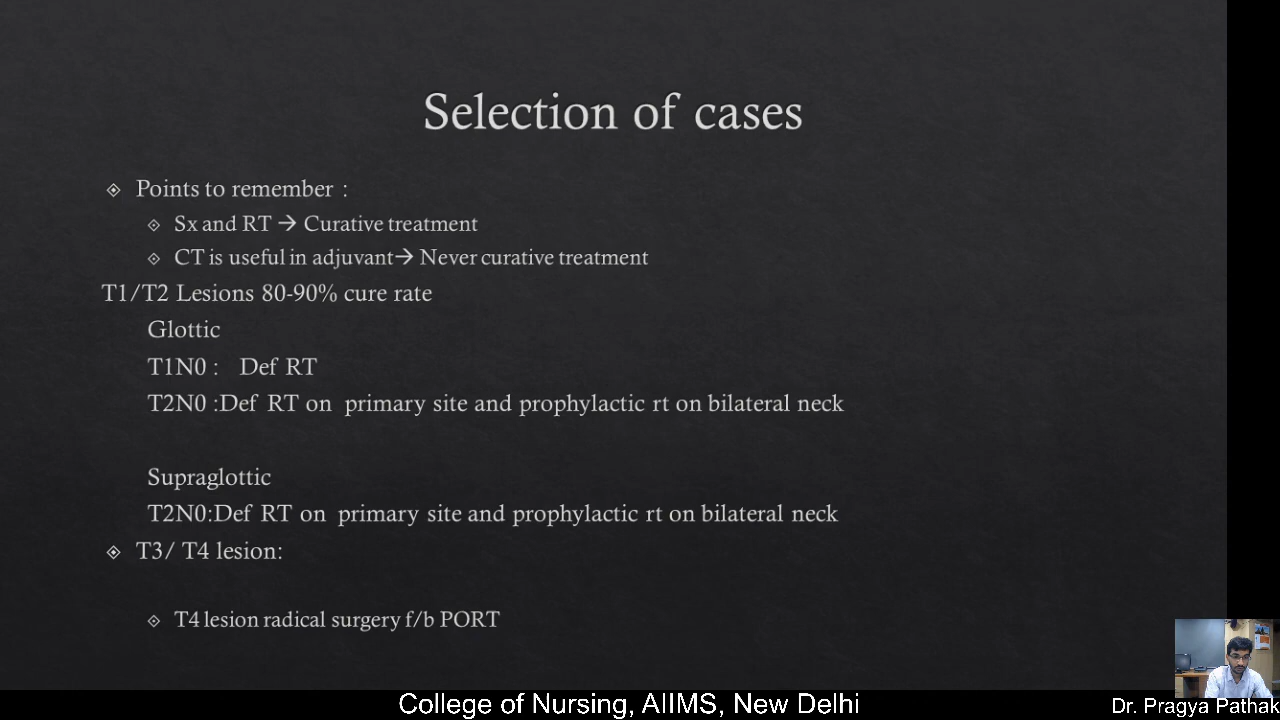 Selection of cases
Points to remember :
Sx and RT → Curative treatment
CT is useful in adjuvant→ Never curative treatment
T1/T2 Lesions 80-90% cure rate
Glottic
T1N0 : Def RT
T2N0 :Def RT on primary site and prophylactic rt on bilateral neck
Supraglottic
T2N0:Def RT on primary site and prophylactic rt on bilateral neck
T3/ T4 lesion:
T4 lesion radical surgery f/b PORT
College of Nursing, AIIMS, New Delhi
Dr. Pragya Pathak